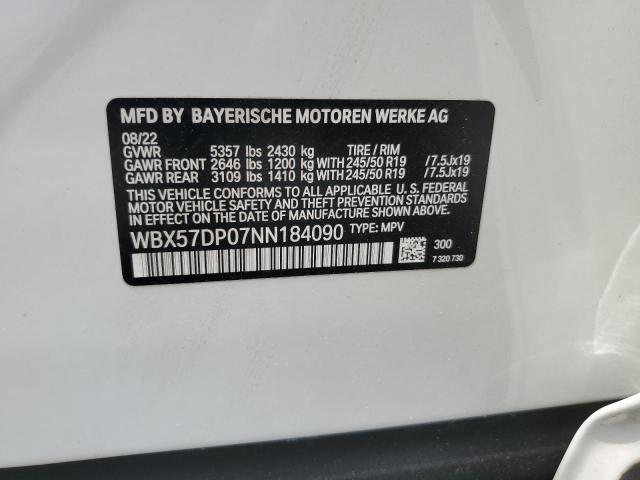 MFD BY BAYERISCHE MOTOREN WERKE AG
08/22
GVWR 5357 lbs 2430 kg TIRE / RIM
GAWR FRONT 2646 lbs 1200 kg WITH 245/50 R19 /7.5Jx19
GAWR REAR 3109 lbs 1410 kg WITH 245/50 R19 /7.5Jx19
THIS VEHICLE CONFORMS TO ALL APPLICABLE U. S. FEDERAL
MOTOR VEHICLE SAFETY AND THEFT PREVENTION STANDARDS
IN EFFECT ON THE DATE OF MANUFACTURE SHOWN ABOVE.
WBX57DP07NN184090 TYPE: MPV
300
7 320 730